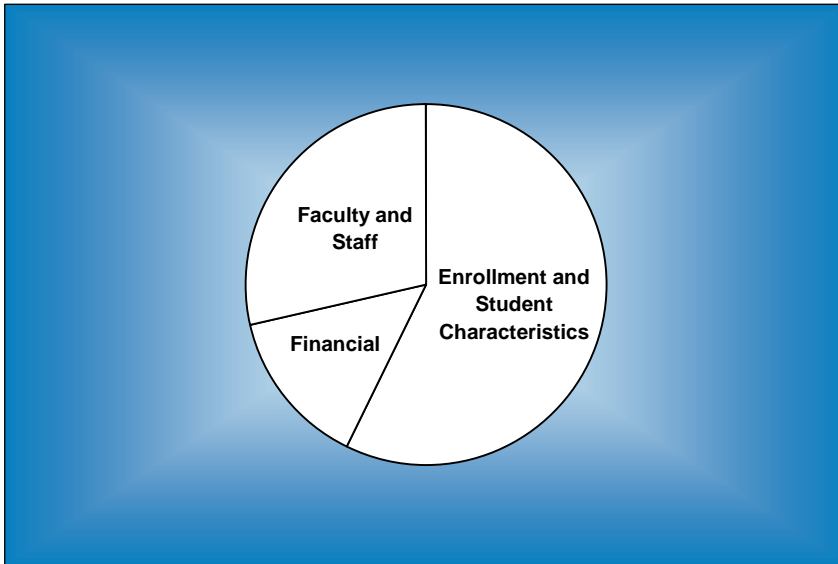 Faculty and
Staff
Enrollment and
Student
Characteristics
Financial